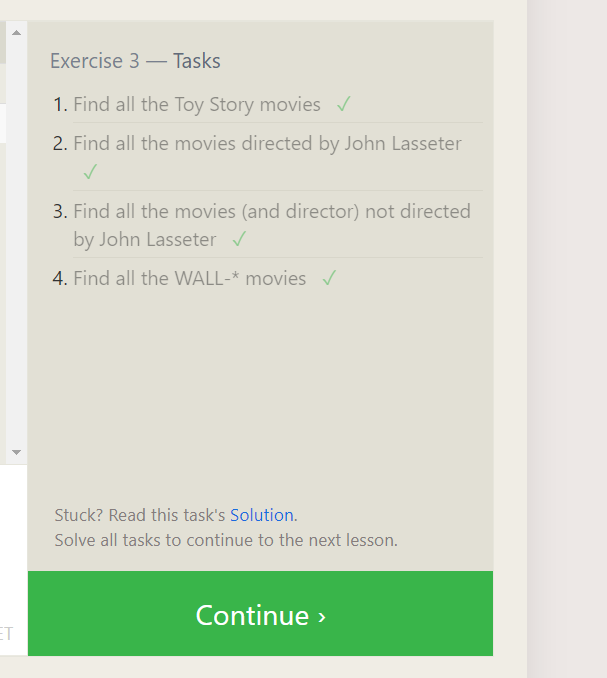 Exercise 3 — Tasks
1. Find all the Toy Story movies ✓
2. Find all the movies directed by John Lasseter
✓
3. Find all the movies (and director) not directed
by John Lasseter ✓
4. Find all the WALL-* movies ✓
Stuck? Read this task's Solution.
Solve all tasks to continue to the next lesson.
Continue ›